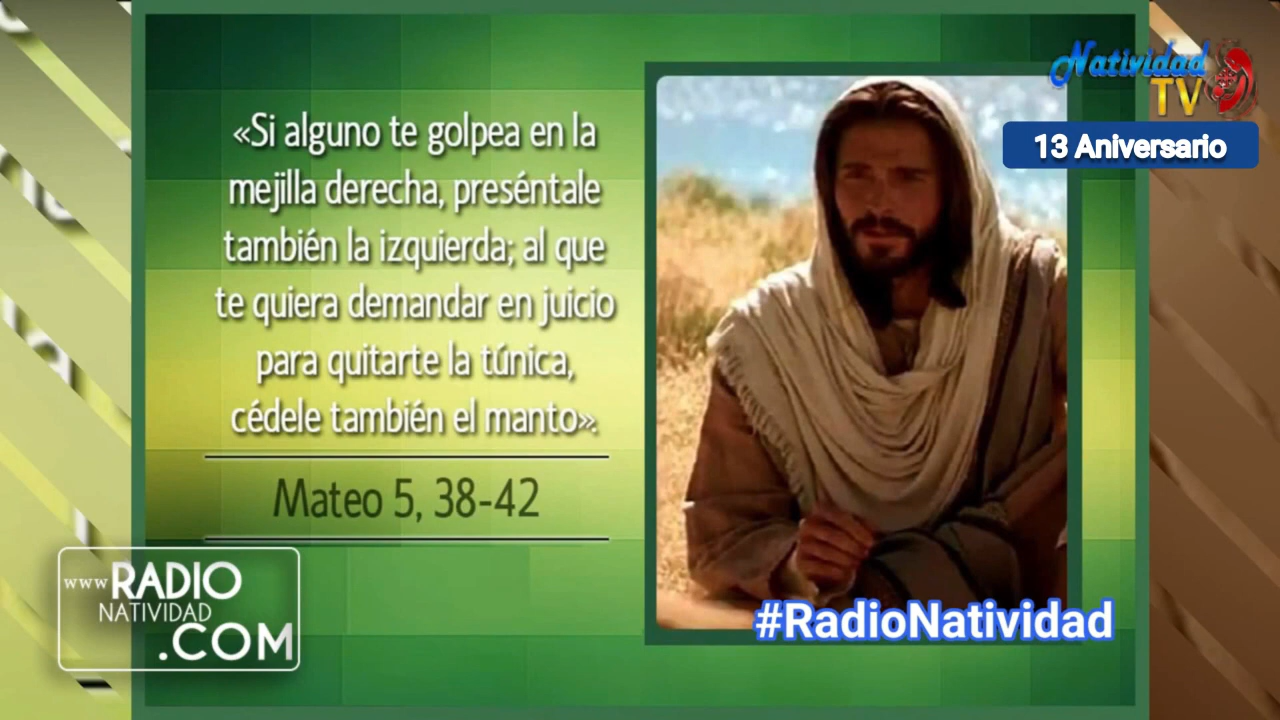 «Si alguno te golpea en la
mejilla derecha, preséntale
también la izquierda; al que
te quiera demandar en juicio
para quitarte la túnica,
cédele también el manto».
Mateo 5, 38-42
Natividad
TV
13 Aniversario
www RADIO
NATIVIDAD
.COM
#RadioNatividad